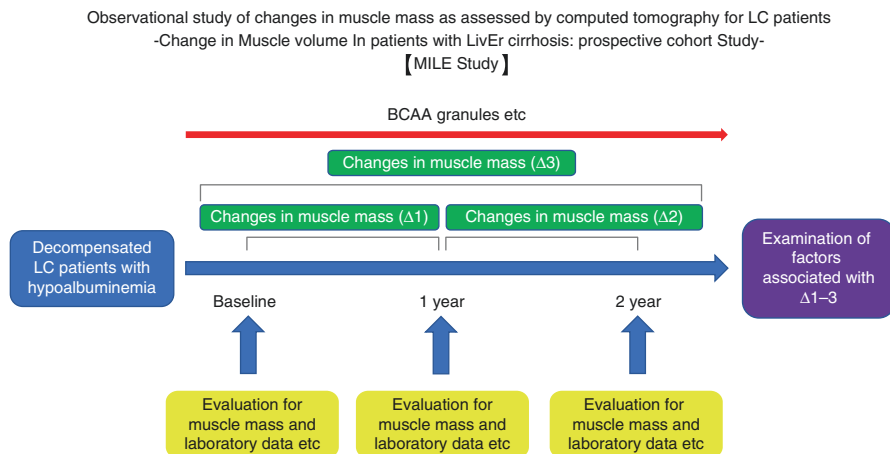 Observational study of changes in muscle mass as assessed by computed tomography for LC patients
-Change in Muscle volume In patients with LivEr cirrhosis: prospective cohort Study-
【MILE Study】
BCAA granules etc
Changes in muscle mass (Δ3)
Changes in muscle mass (Δ1)
Changes in muscle mass (Δ2)
Decompensated
LC patients with
hypoalbuminemia
Examination of
factors
associated with
Δ1–3
Baseline
1 year
2 year
Evaluation for
muscle mass and
laboratory data etc
Evaluation for
muscle mass and
laboratory data etc
Evaluation for
muscle mass and
laboratory data etc